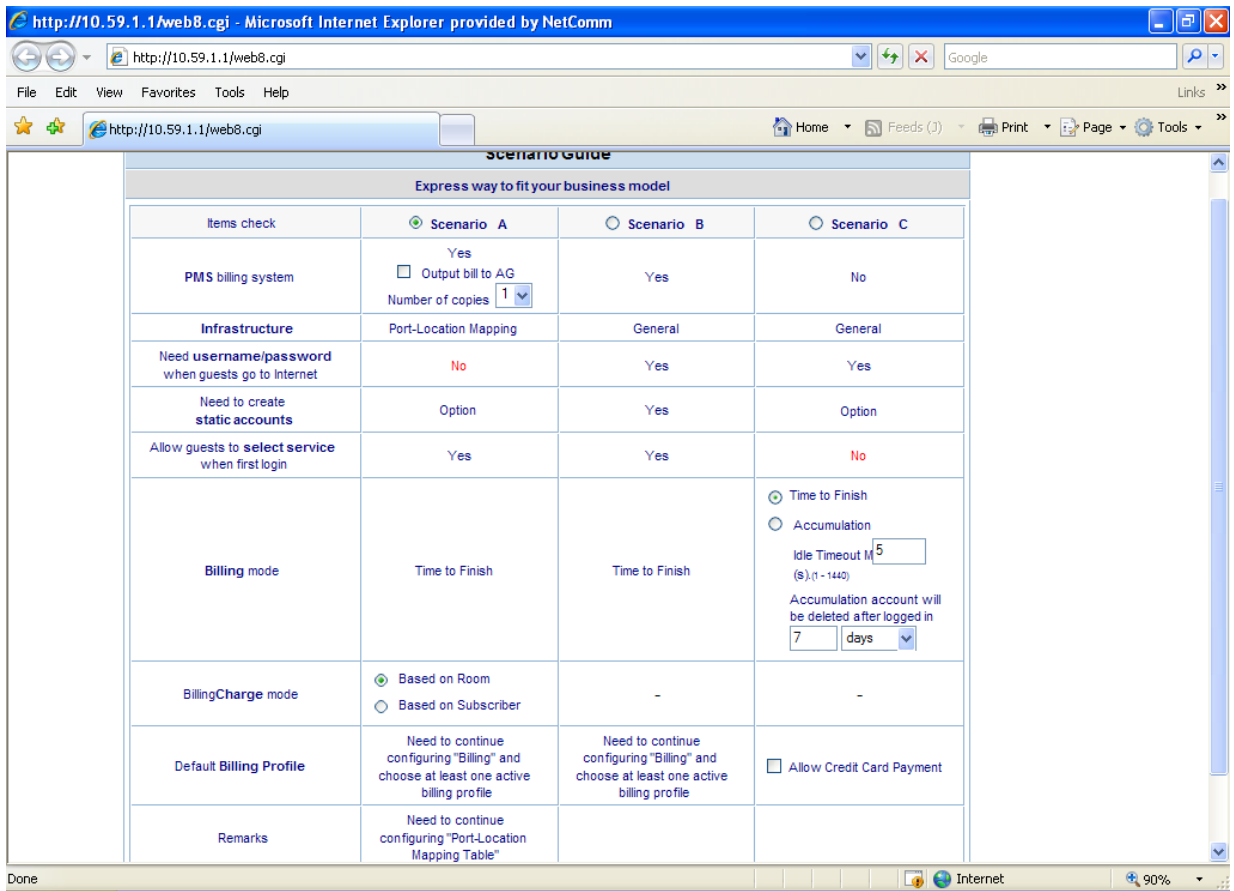 http://10.59.1.1/web8.cgi - Microsoft Internet Explorer provided by NetComm
http://10.59.1.1/web8.cgi
Google
File Edit View Favorites Tools Help
Links »
http://10.59.1.1/web8.cgi
Home Feeds (J) Print Page Tools »
Scenario Guide
Express way to fit your business model
Items check
Scenario A
Scenario B
Scenario C
PMS billing system
Yes
Output bill to AG
Number of copies 1
Yes
No
Infrastructure
Port-Location Mapping
General
General
Need username/password
when guests go to Internet
No
Yes
Yes
Need to create
static accounts
Option
Yes
Option
Allow guests to select service
when first login
Yes
Yes
No
Billing mode
Time to Finish
Time to Finish
Time to Finish
Accumulation
Idle Timeout M 5
(s).(1 - 1440)
Accumulation account will
be deleted after logged in
7 days
BillingCharge mode
Based on Room
Based on Subscriber
-
-
Default Billing Profile
Need to continue
configuring "Billing" and
choose at least one active
billing profile
Need to continue
configuring "Billing" and
choose at least one active
billing profile
Allow Credit Card Payment
Remarks
Need to continue
configuring "Port-Location
Mapping Table"
Done
Internet
90%